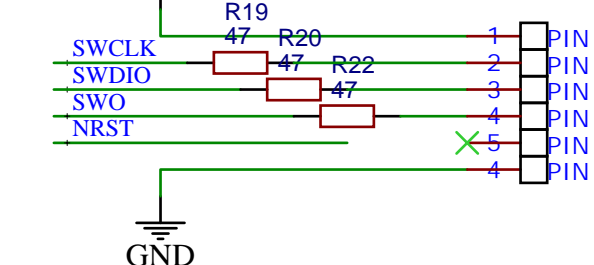 R19
47
R20
47
R22
47
SWCLK
SWDIO
SWO
NRST
1 PIN
2 PIN
3 PIN
4 PIN
5 PIN
4 PIN
GND